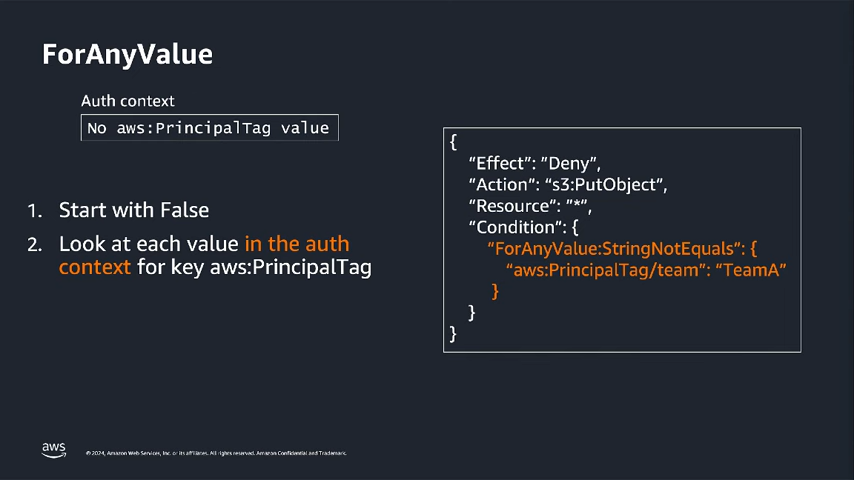 ForAnyValue
Auth context
No aws:PrincipalTag value
1. Start with False
2. Look at each value in the auth
context for key aws:PrincipalTag
{
"Effect": "Deny",
"Action": "s3:PutObject",
"Resource": "*",
"Condition": {
"ForAnyValue:StringNotEquals": {
"aws:PrincipalTag/team": "TeamA"
}
}
}
aws
© 2024, Amazon Web Services, Inc. or its affiliates. All rights reserved. Amazon Confidential and Trademark.